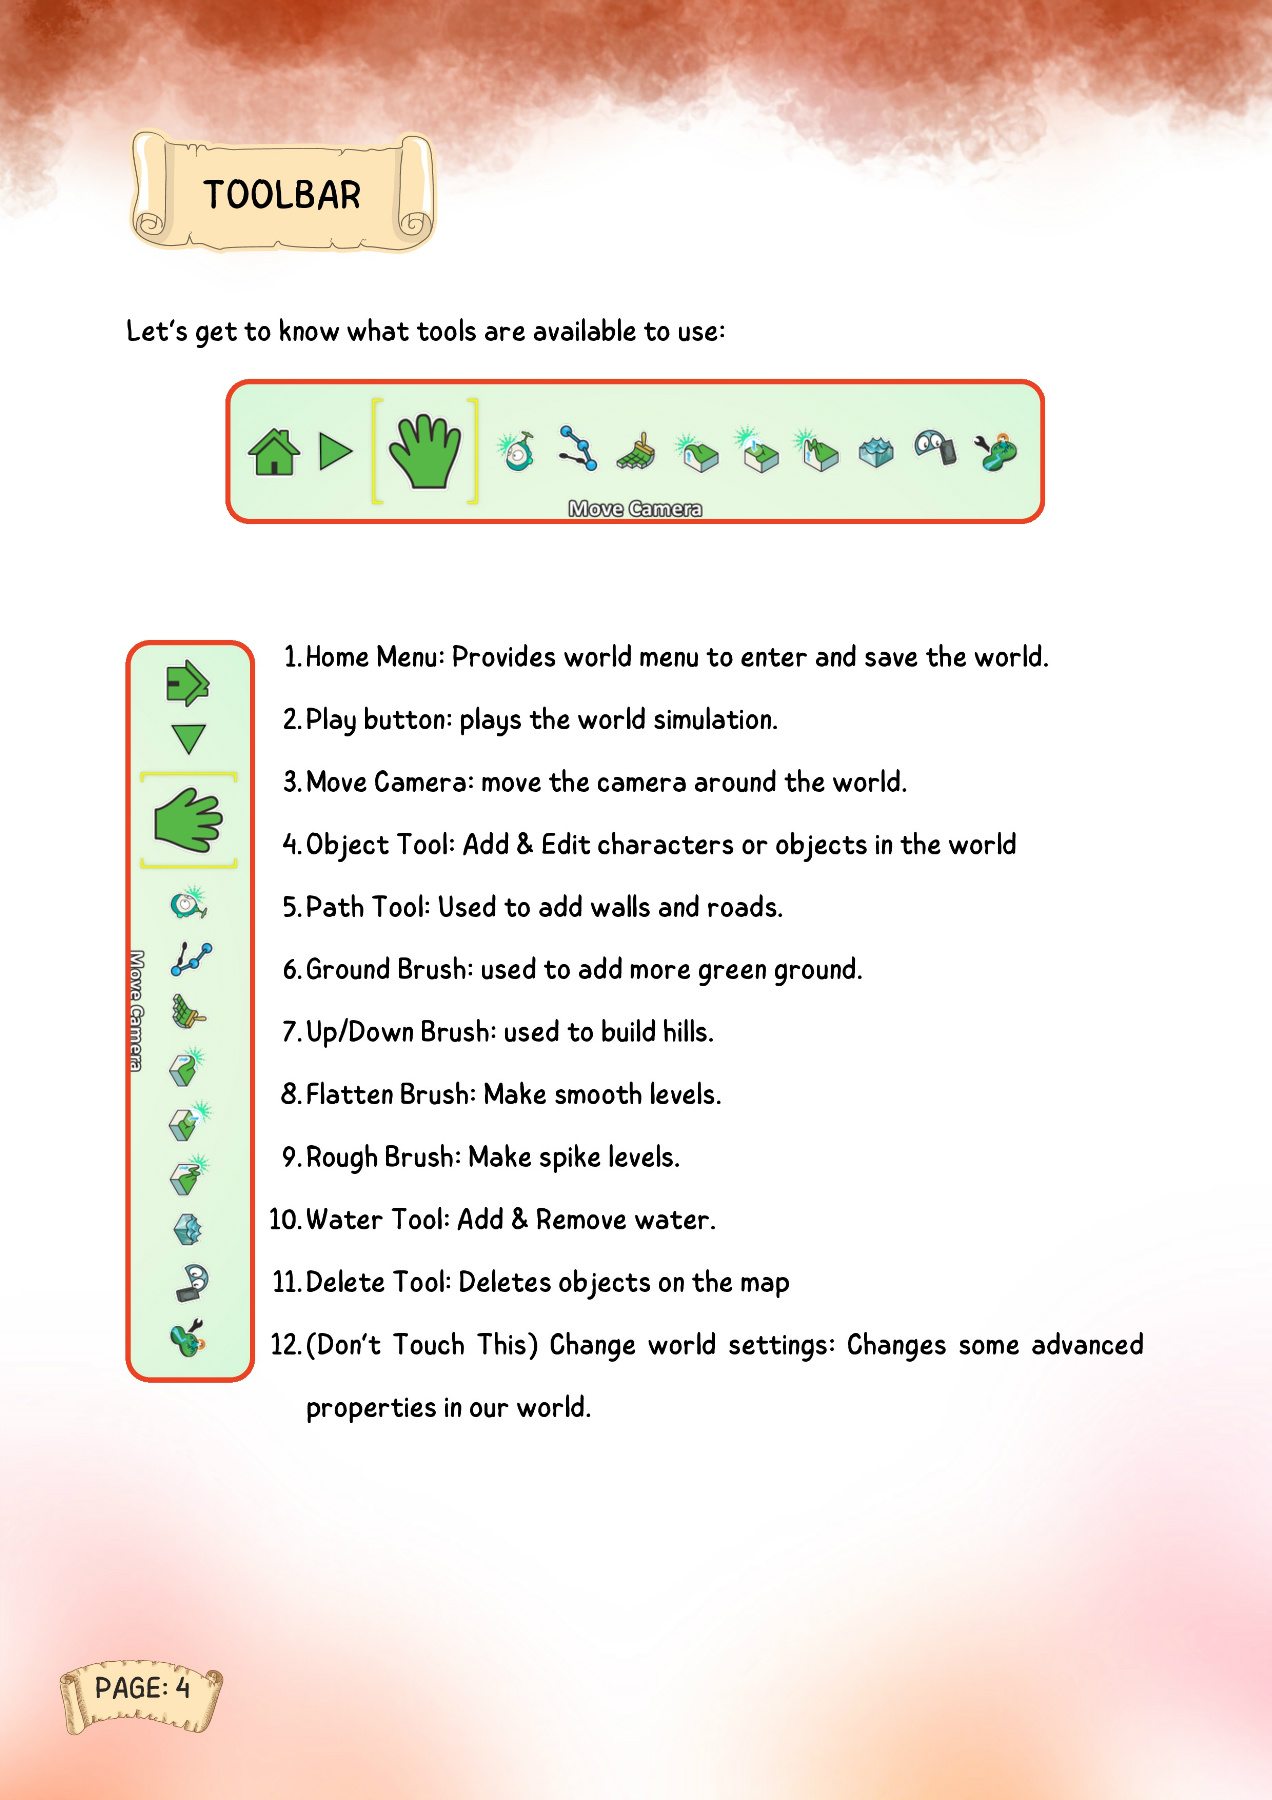 TOOLBAR
Let's get to know what tools are available to use:
Move Camera
Move Camera
1. Home Menu: Provides world menu to enter and save the world.
2. Play button: plays the world simulation.
3. Move Camera: move the camera around the world.
4. Object Tool: Add & Edit characters or objects in the world
5. Path Tool: Used to add walls and roads.
6. Ground Brush: used to add more green ground.
7. Up/Down Brush: used to build hills.
8. Flatten Brush: Make smooth levels.
9. Rough Brush: Make spike levels.
10. Water Tool: Add & Remove water.
11. Delete Tool: Deletes objects on the map
12. (Don't Touch This) Change world settings: Changes some advanced
properties in our world.
PAGE: 4